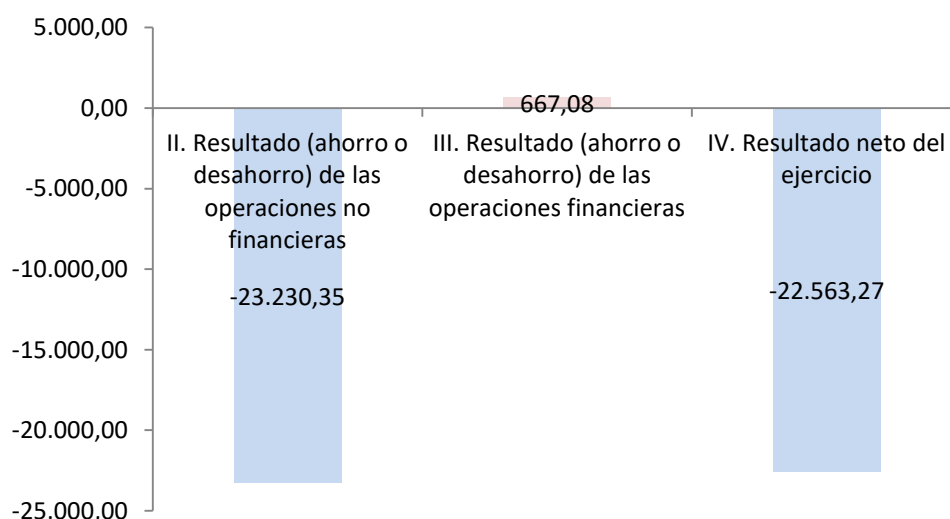 5.000,00
0,00
-5.000,00
-10.000,00
-15.000,00
-20.000,00
-25.000,00
667,08
II. Resultado (ahorro o
desahorro) de las
operaciones no
financieras
III. Resultado (ahorro o
desahorro) de las
operaciones financieras
IV. Resultado neto del
ejercicio
-23.230,35
-22.563,27